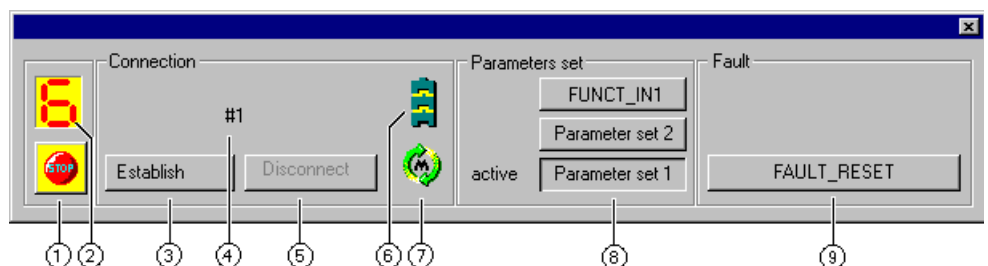 Connection
Parameters set
Fault
6
#1
FUNCT_IN1
Parameter set 2
STOP
M
Establish
Disconnect
active
Parameter set 1
FAULT_RESET
1
2
3
4
5
6
7
8
9